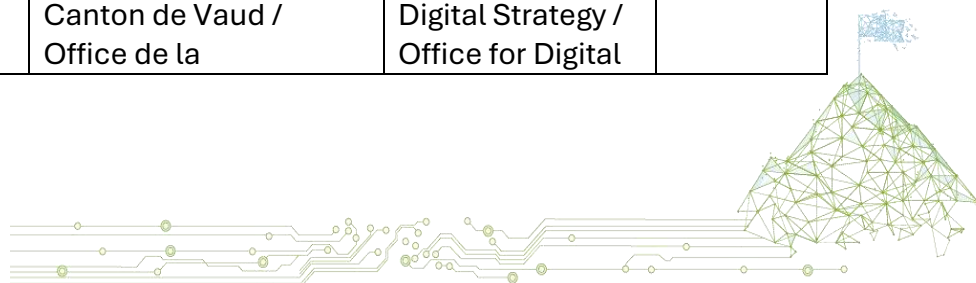 Canton de Vaud /
Office de la
Digital Strategy /
Office for Digital